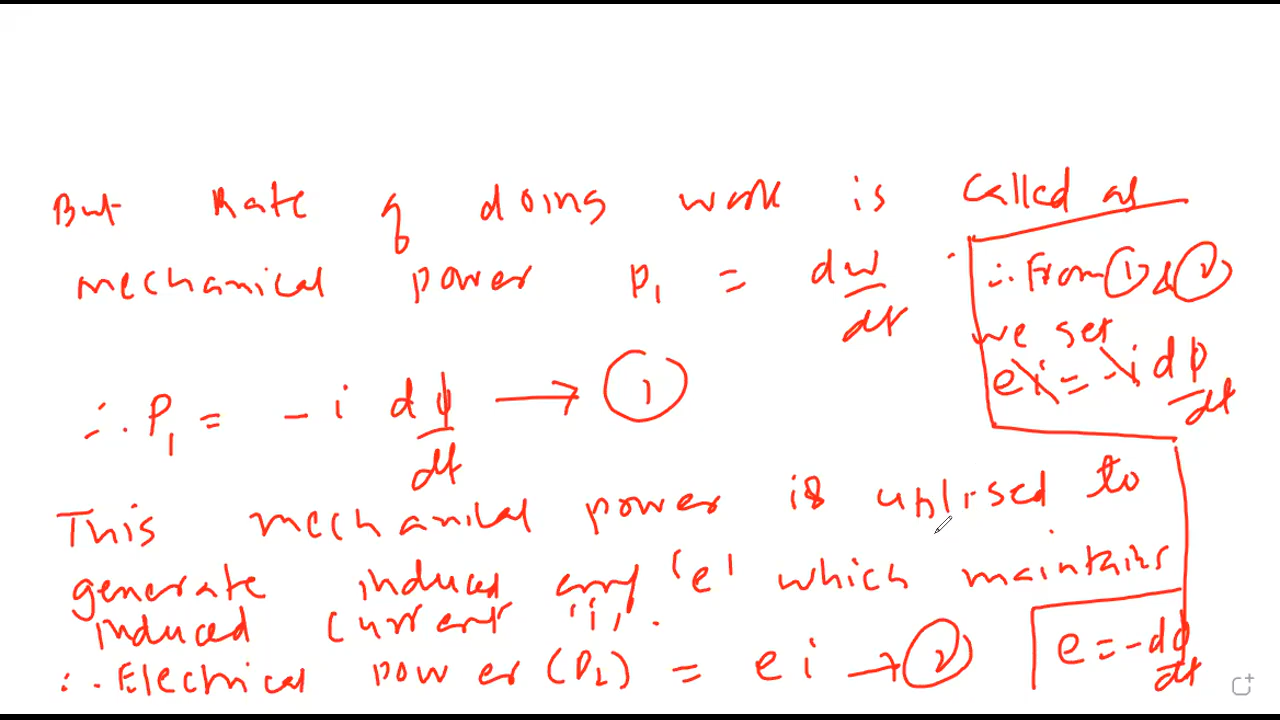 But Rate of doing work is called as
mechanical power P₁ = dw/dt
∴ P₁ = - i dϕ/dt → ①
This mechanical power is utilised to
generate induced emf 'e' which maintains
induced current 'i'.
∴ Electrical power (P₂) = e i → ②
∴ From ① & ②
we get
e i = - i dϕ/dt
e = - dϕ/dt